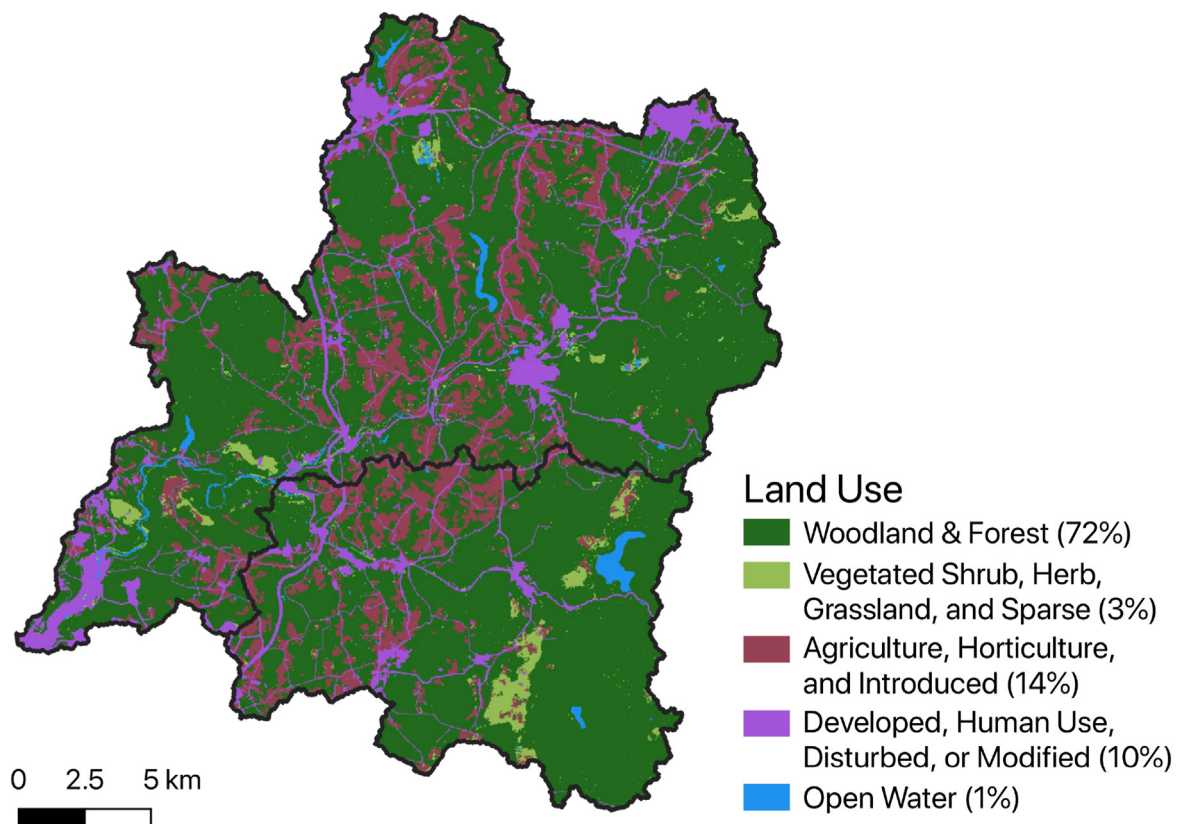 Land Use
Woodland & Forest (72%)
Vegetated Shrub, Herb,
Grassland, and Sparse (3%)
Agriculture, Horticulture,
and Introduced (14%)
Developed, Human Use,
Disturbed, or Modified (10%)
Open Water (1%)
0 2.5 5 km